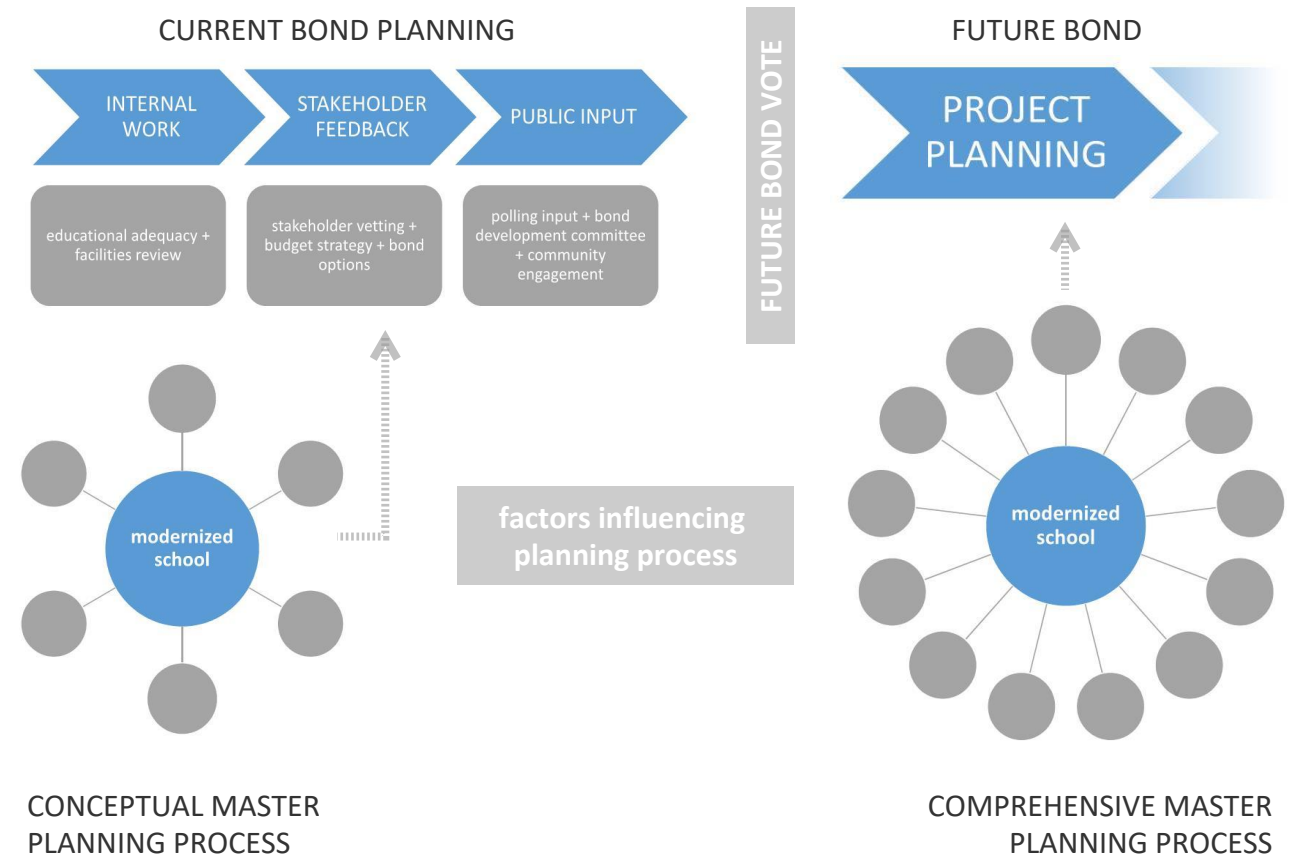 CURRENT BOND PLANNING
INTERNAL
WORK
STAKEHOLDER
FEEDBACK
PUBLIC INPUT
educational adequacy +
facilities review
stakeholder vetting +
budget strategy + bond
options
polling input + bond
development committee
+ community
engagement
FUTURE BOND VOTE
FUTURE BOND
PROJECT
PLANNING
modernized
school
factors influencing
planning process
modernized
school
CONCEPTUAL MASTER
PLANNING PROCESS
COMPREHENSIVE MASTER
PLANNING PROCESS